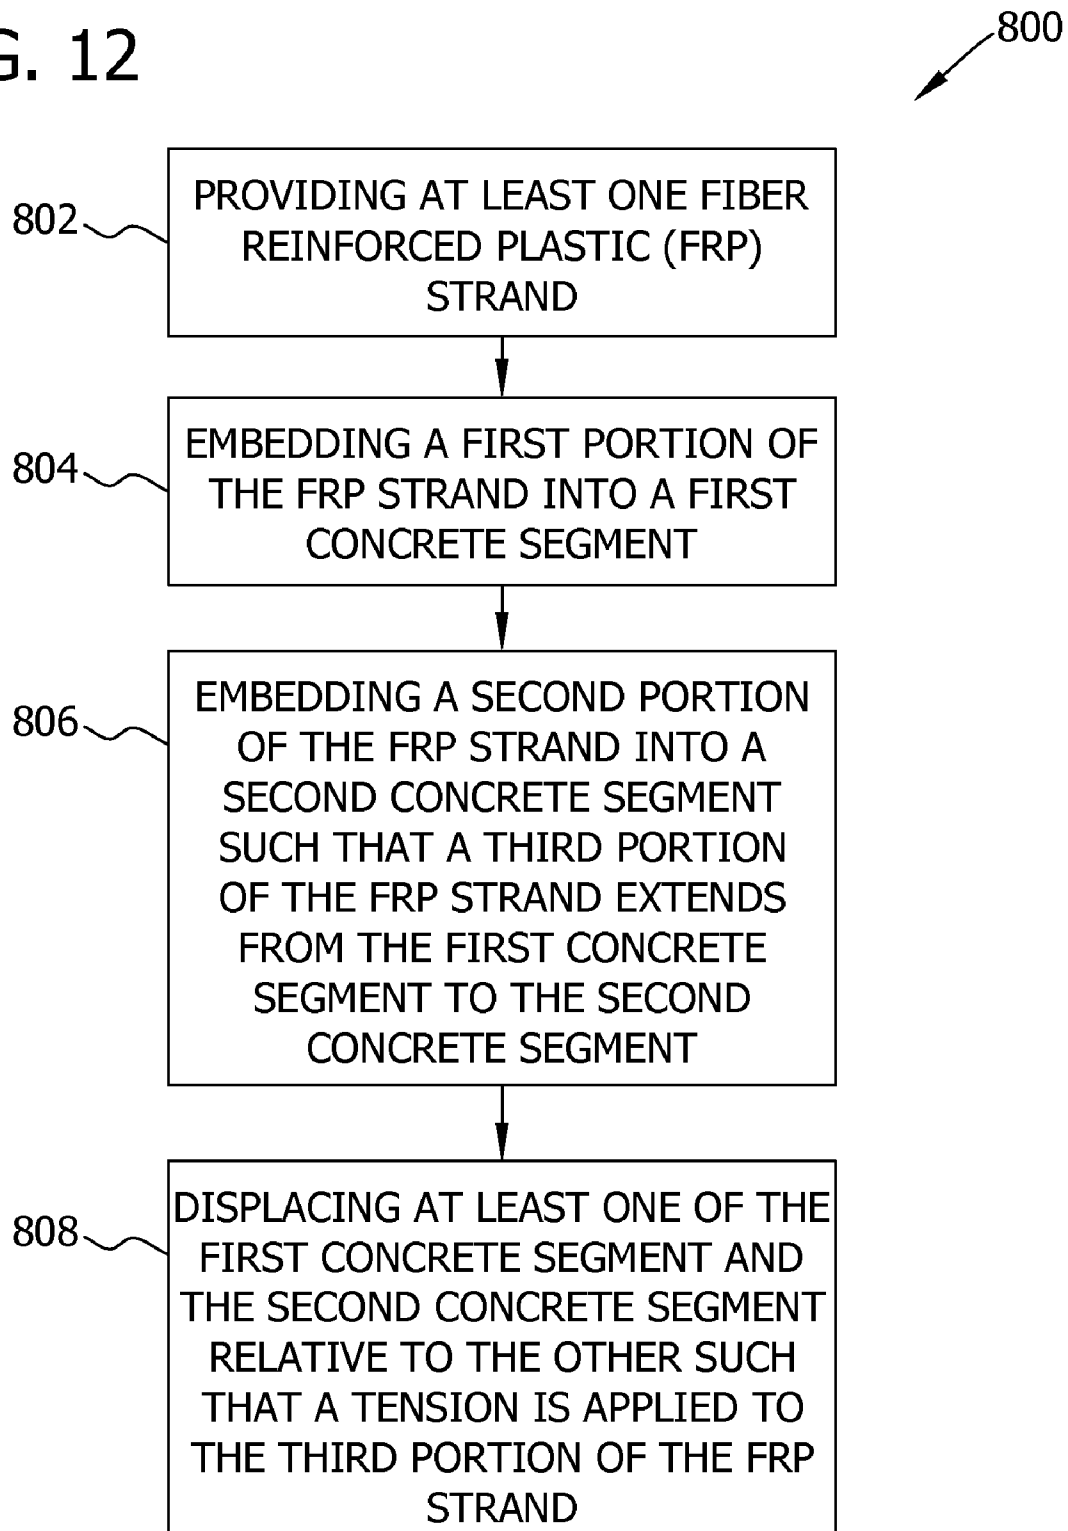 G. 12
800
802
PROVIDING AT LEAST ONE FIBER
REINFORCED PLASTIC (FRP)
STRAND
804
EMBEDDING A FIRST PORTION OF
THE FRP STRAND INTO A FIRST
CONCRETE SEGMENT
806
EMBEDDING A SECOND PORTION
OF THE FRP STRAND INTO A
SECOND CONCRETE SEGMENT
SUCH THAT A THIRD PORTION
OF THE FRP STRAND EXTENDS
FROM THE FIRST CONCRETE
SEGMENT TO THE SECOND
CONCRETE SEGMENT
808
DISPLACING AT LEAST ONE OF THE
FIRST CONCRETE SEGMENT AND
THE SECOND CONCRETE SEGMENT
RELATIVE TO THE OTHER SUCH
THAT A TENSION IS APPLIED TO
THE THIRD PORTION OF THE FRP
STRAND